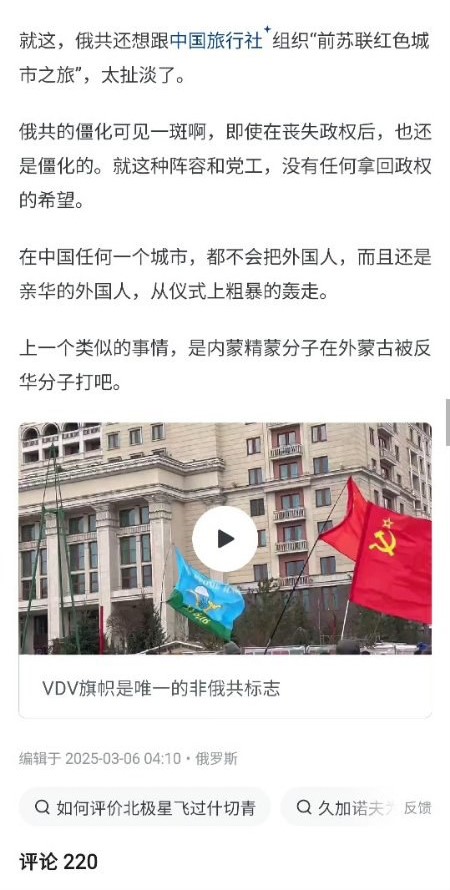 就这，俄共还想跟中国旅行社组织“前苏联红色城
市之旅”，太扯淡了。
俄共的僵化可见一斑啊，即使在丧失政权后，也还
是僵化的。就这种阵容和党工，没有任何拿回政权
的希望。
在中国任何一个城市，都不会把外国人，而且还是
亲华的外国人，从仪式上粗暴的轰走。
上一个类似的事情，是内蒙精蒙分子在外蒙古被反
华分子打吧。
VDV旗帜是唯一的非俄共标志
编辑于 2025-03-06 04:10・俄罗斯
如何评价北极星飞过什切青
久加诺夫
反馈
评论 220